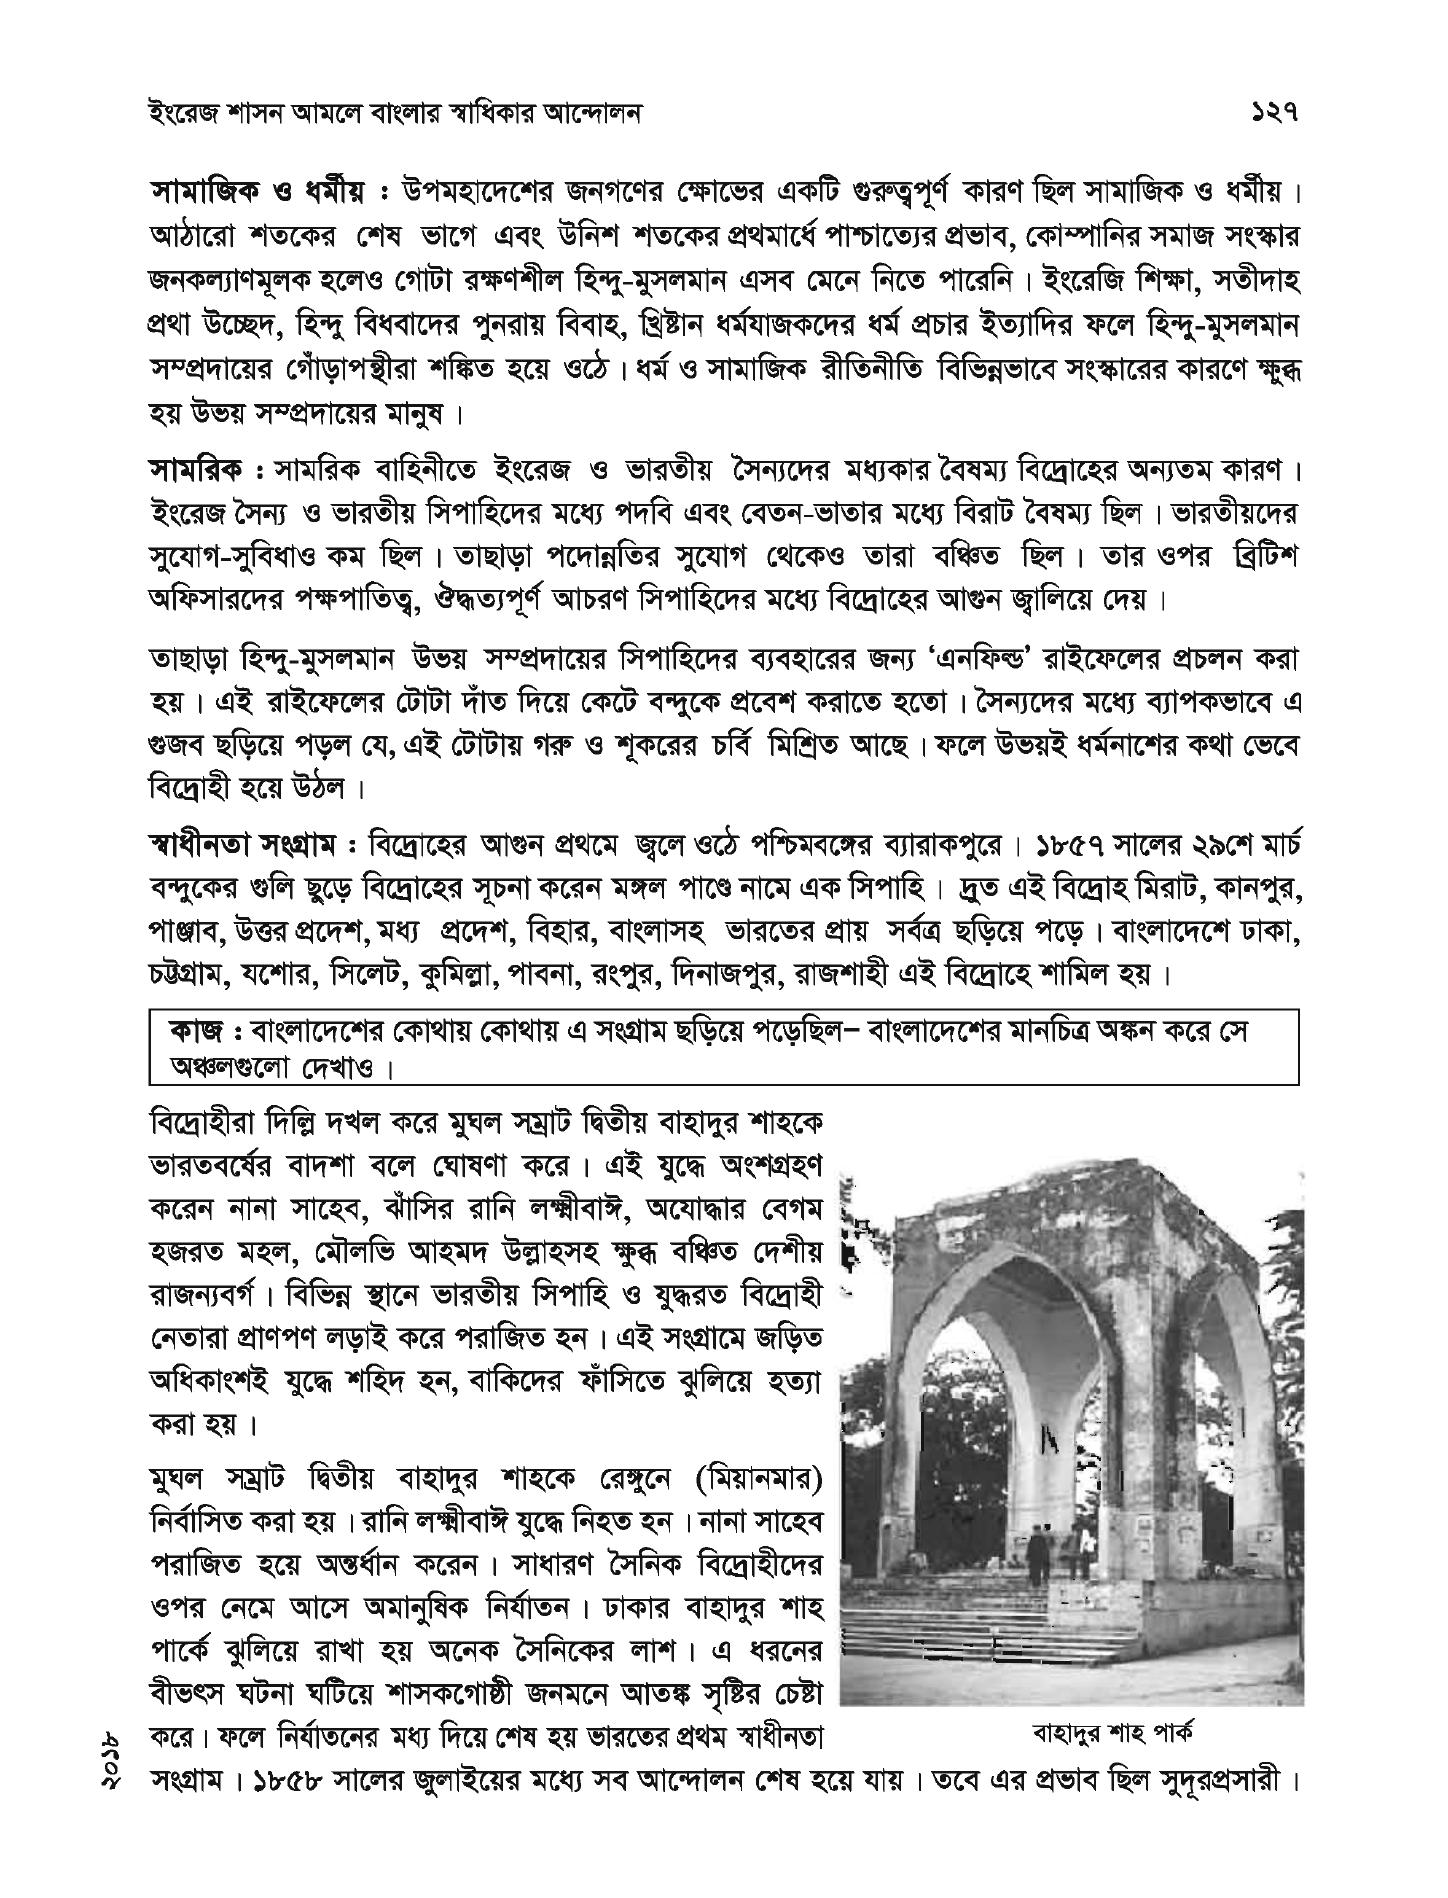 ইংরেজ শাসন আমলে বাংলার স্বাধিকার আন্দোলন ১২৭
সামাজিক ও ধর্মীয় : উপমহাদেশের জনগণের ক্ষোভের একটি গুরুত্বপূর্ণ কারণ ছিল সামাজিক ও ধর্মীয় ।
আঠারো শতকের শেষ ভাগে এবং উনিশ শতকের প্রথমার্ধে পাশ্চাত্যের প্রভাব, কোম্পানির সমাজ সংস্কার
জনকল্যাণমূলক হলেও গোটা রক্ষণশীল হিন্দু-মুসলমান এসব মেনে নিতে পারেনি । ইংরেজি শিক্ষা, সতীদাহ
প্রথা উচ্ছেদ, হিন্দু বিধবাদের পুনরায় বিবাহ, খ্রিষ্টান ধর্মযাজকদের ধর্ম প্রচার ইত্যাদির ফলে হিন্দু-মুসলমান
সম্প্রদায়ের গোঁড়াপন্থীরা শঙ্কিত হয়ে ওঠে । ধর্ম ও সামাজিক রীতিনীতি বিভিন্নভাবে সংস্কারের কারণে ক্ষুব্ধ
হয় উভয় সম্প্রদায়ের মানুষ ।
সামরিক : সামরিক বাহিনীতে ইংরেজ ও ভারতীয় সৈন্যদের মধ্যকার বৈষম্য বিদ্রোহের অন্যতম কারণ ।
ইংরেজ সৈন্য ও ভারতীয় সিপাহিদের মধ্যে পদবি এবং বেতন-ভাতার মধ্যে বিরাট বৈষম্য ছিল । ভারতীয়দের
সুযোগ-সুবিধাও কম ছিল । তাছাড়া পদোন্নতির সুযোগ থেকেও তারা বঞ্চিত ছিল । তার ওপর ব্রিটিশ
অফিসারদের পক্ষপাতিত্ব, ঔদ্ধত্যপূর্ণ আচরণ সিপাহিদের মধ্যে বিদ্রোহের আগুন জ্বালিয়ে দেয় ।
তাছাড়া হিন্দু-মুসলমান উভয় সম্প্রদায়ের সিপাহিদের ব্যবহারের জন্য ‘এনফিল্ড’ রাইফেলের প্রচলন করা
হয় । এই রাইফেলের টোটা দাঁত দিয়ে কেটে বন্দুকে প্রবেশ করাতে হতো । সৈন্যদের মধ্যে ব্যাপকভাবে এ
গুজব ছড়িয়ে পড়ল যে, এই টোটায় গরু ও শূকরের চর্বি মিশ্রিত আছে । ফলে উভয়ই ধর্মনাশের কথা ভেবে
বিদ্রোহী হয়ে উঠল ।
স্বাধীনতা সংগ্রাম : বিদ্রোহের আগুন প্রথমে জ্বলে ওঠে পশ্চিমবঙ্গের ব্যারাকপুরে । ১৮৫৭ সালের ২৯শে মার্চ
বন্দুকের গুলি ছুড়ে বিদ্রোহের সূচনা করেন মঙ্গল পাণ্ডে নামে এক সিপাহি । দ্রুত এই বিদ্রোহ মিরাট, কানপুর,
পাঞ্জাব, উত্তর প্রদেশ, মধ্য প্রদেশ, বিহার, বাংলাসহ ভারতের প্রায় সর্বত্র ছড়িয়ে পড়ে । বাংলাদেশে ঢাকা,
চট্টগ্রাম, যশোর, সিলেট, কুমিল্লা, পাবনা, রংপুর, দিনাজপুর, রাজশাহী এই বিদ্রোহে শামিল হয় ।
কাজ : বাংলাদেশের কোথায় কোথায় এ সংগ্রাম ছড়িয়ে পড়েছিল– বাংলাদেশের মানচিত্র অঙ্কন করে সে
অঞ্চলগুলো দেখাও ।
বিদ্রোহীরা দিল্লি দখল করে মুঘল সম্রাট দ্বিতীয় বাহাদুর শাহকে
ভারতবর্ষের বাদশা বলে ঘোষণা করে । এই যুদ্ধে অংশগ্রহণ
করেন নানা সাহেব, ঝাঁসির রানি লক্ষ্মীবাঈ, অযোদ্ধার বেগম
হজরত মহল, মৌলভি আহমদ উল্লাহসহ ক্ষুব্ধ বঞ্চিত দেশীয়
রাজন্যবর্গ । বিভিন্ন স্থানে ভারতীয় সিপাহি ও যুদ্ধরত বিদ্রোহী
নেতারা প্রাণপণ লড়াই করে পরাজিত হন । এই সংগ্রামে জড়িত
অধিকাংশই যুদ্ধে শহিদ হন, বাকিদের ফাঁসিতে ঝুলিয়ে হত্যা
করা হয় ।
মুঘল সম্রাট দ্বিতীয় বাহাদুর শাহকে রেঙ্গুনে (মিয়ানমার)
নির্বাসিত করা হয় । রানি লক্ষ্মীবাঈ যুদ্ধে নিহত হন । নানা সাহেব
পরাজিত হয়ে অন্তর্ধান করেন । সাধারণ সৈনিক বিদ্রোহীদের
ওপর নেমে আসে অমানুষিক নির্যাতন । ঢাকার বাহাদুর শাহ
পার্কে ঝুলিয়ে রাখা হয় অনেক সৈনিকের লাশ । এ ধরনের
বীভৎস ঘটনা ঘটিয়ে শাসকগোষ্ঠী জনমনে আতঙ্ক সৃষ্টির চেষ্টা
করে । ফলে নির্যাতনের মধ্য দিয়ে শেষ হয় ভারতের প্রথম স্বাধীনতা
সংগ্রাম । ১৮৫৮ সালের জুলাইয়ের মধ্যে সব আন্দোলন শেষ হয়ে যায় । তবে এর প্রভাব ছিল সুদূরপ্রসারী ।
বাহাদুর শাহ পার্ক
২০১৮